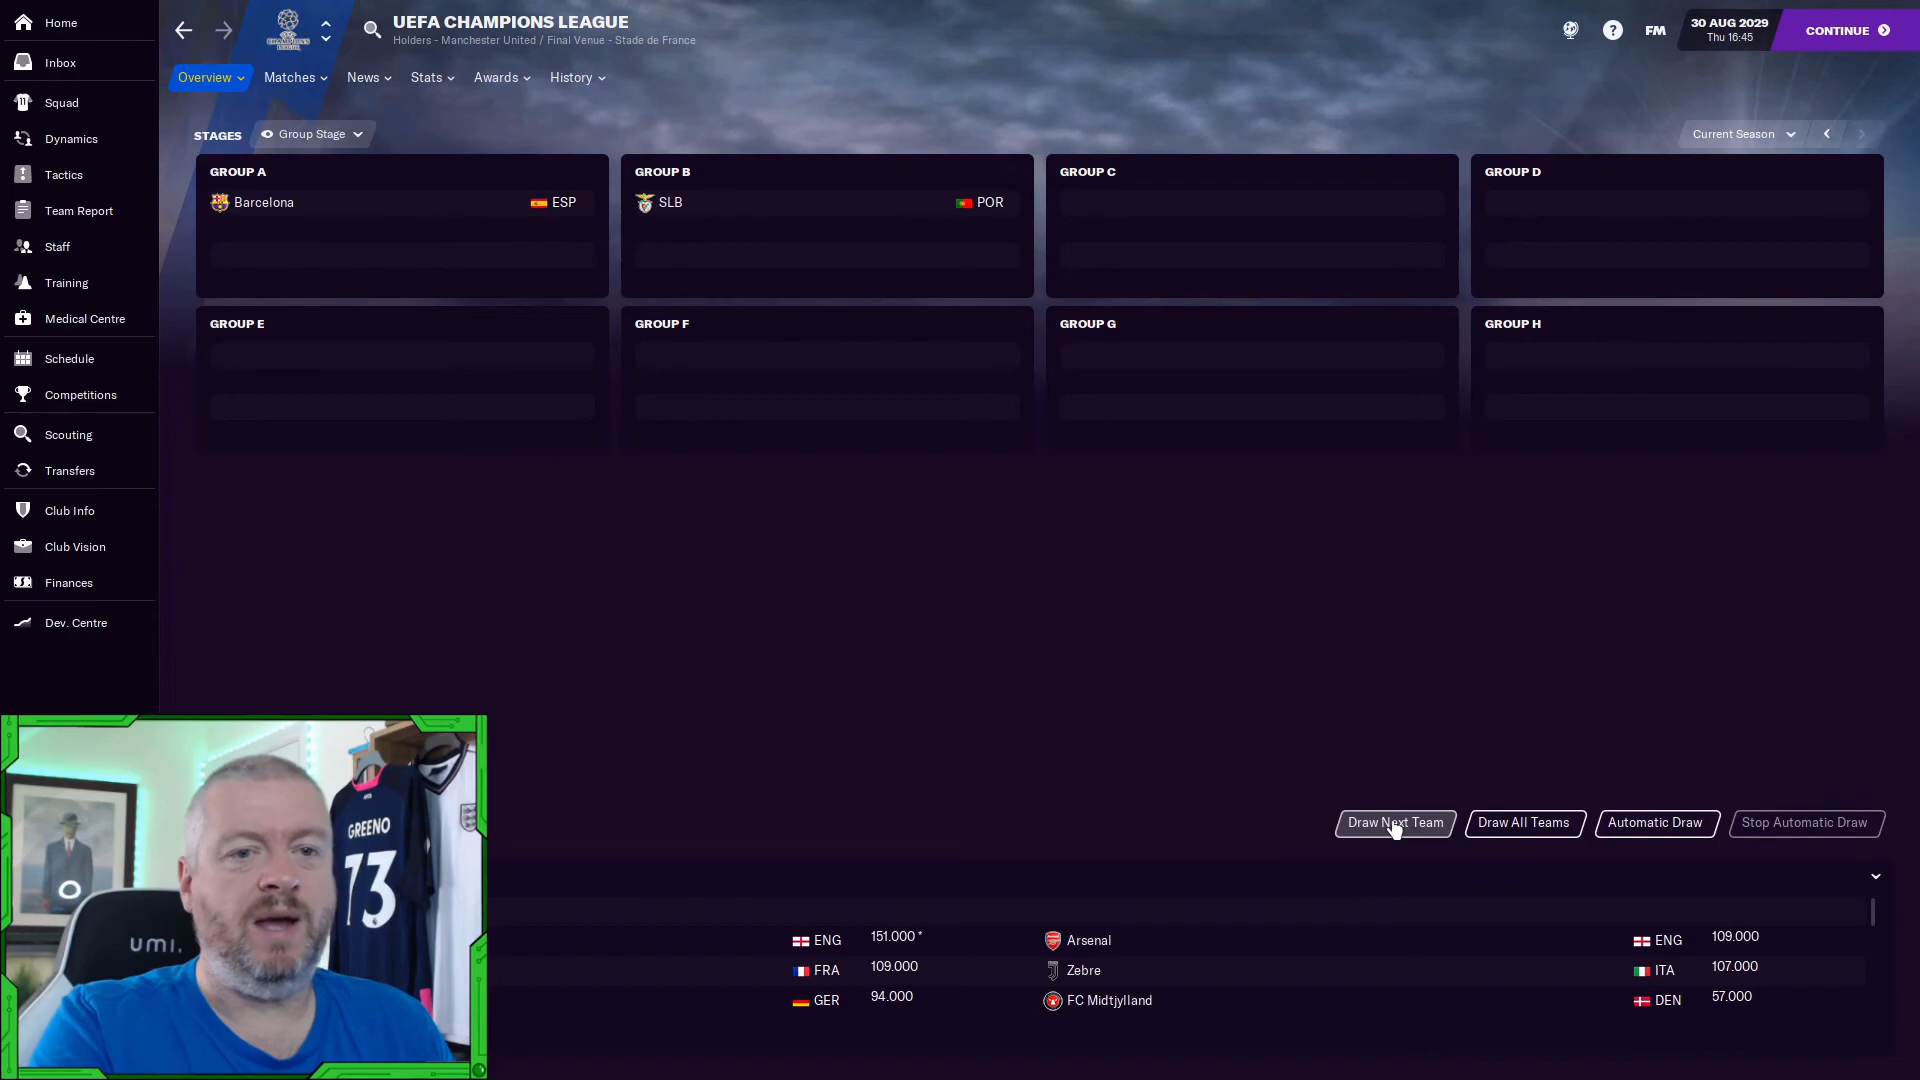 Home
Inbox
Squad
Dynamics
Tactics
Team Report
Staff
Training
Medical Centre
Schedule
Competitions
Scouting
Transfers
Club Info
Club Vision
Finances
Dev. Centre
UEFA CHAMPIONS LEAGUE
Holders - Manchester United / Final Venue - Stade de France
FM
30 AUG 2029
Thu 16:45
CONTINUE
Overview
Matches
News
Stats
Awards
History
STAGES
Group Stage
Current Season
GROUP A
Barcelona ESP
GROUP B
SLB POR
GROUP C
GROUP D
GROUP E
GROUP F
GROUP G
GROUP H
Draw Next Team
Draw All Teams
Automatic Draw
Stop Automatic Draw
ENG 151.000 * Arsenal ENG 109.000
FRA 109.000 Zebre ITA 107.000
GER 94.000 FC Midtjylland DEN 57.000
GREENO
73
umi.